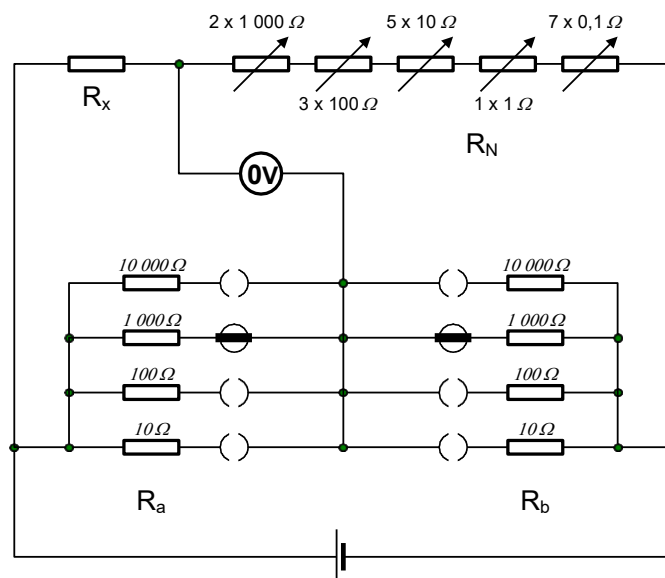 2 x 1 000 Ω 5 x 10 Ω 7 x 0,1 Ω
Rx 3 x 100 Ω 1 x 1 Ω
RN
0V
10 000 Ω 10 000 Ω
1 000 Ω 1 000 Ω
100 Ω 100 Ω
10 Ω 10 Ω
Ra Rb